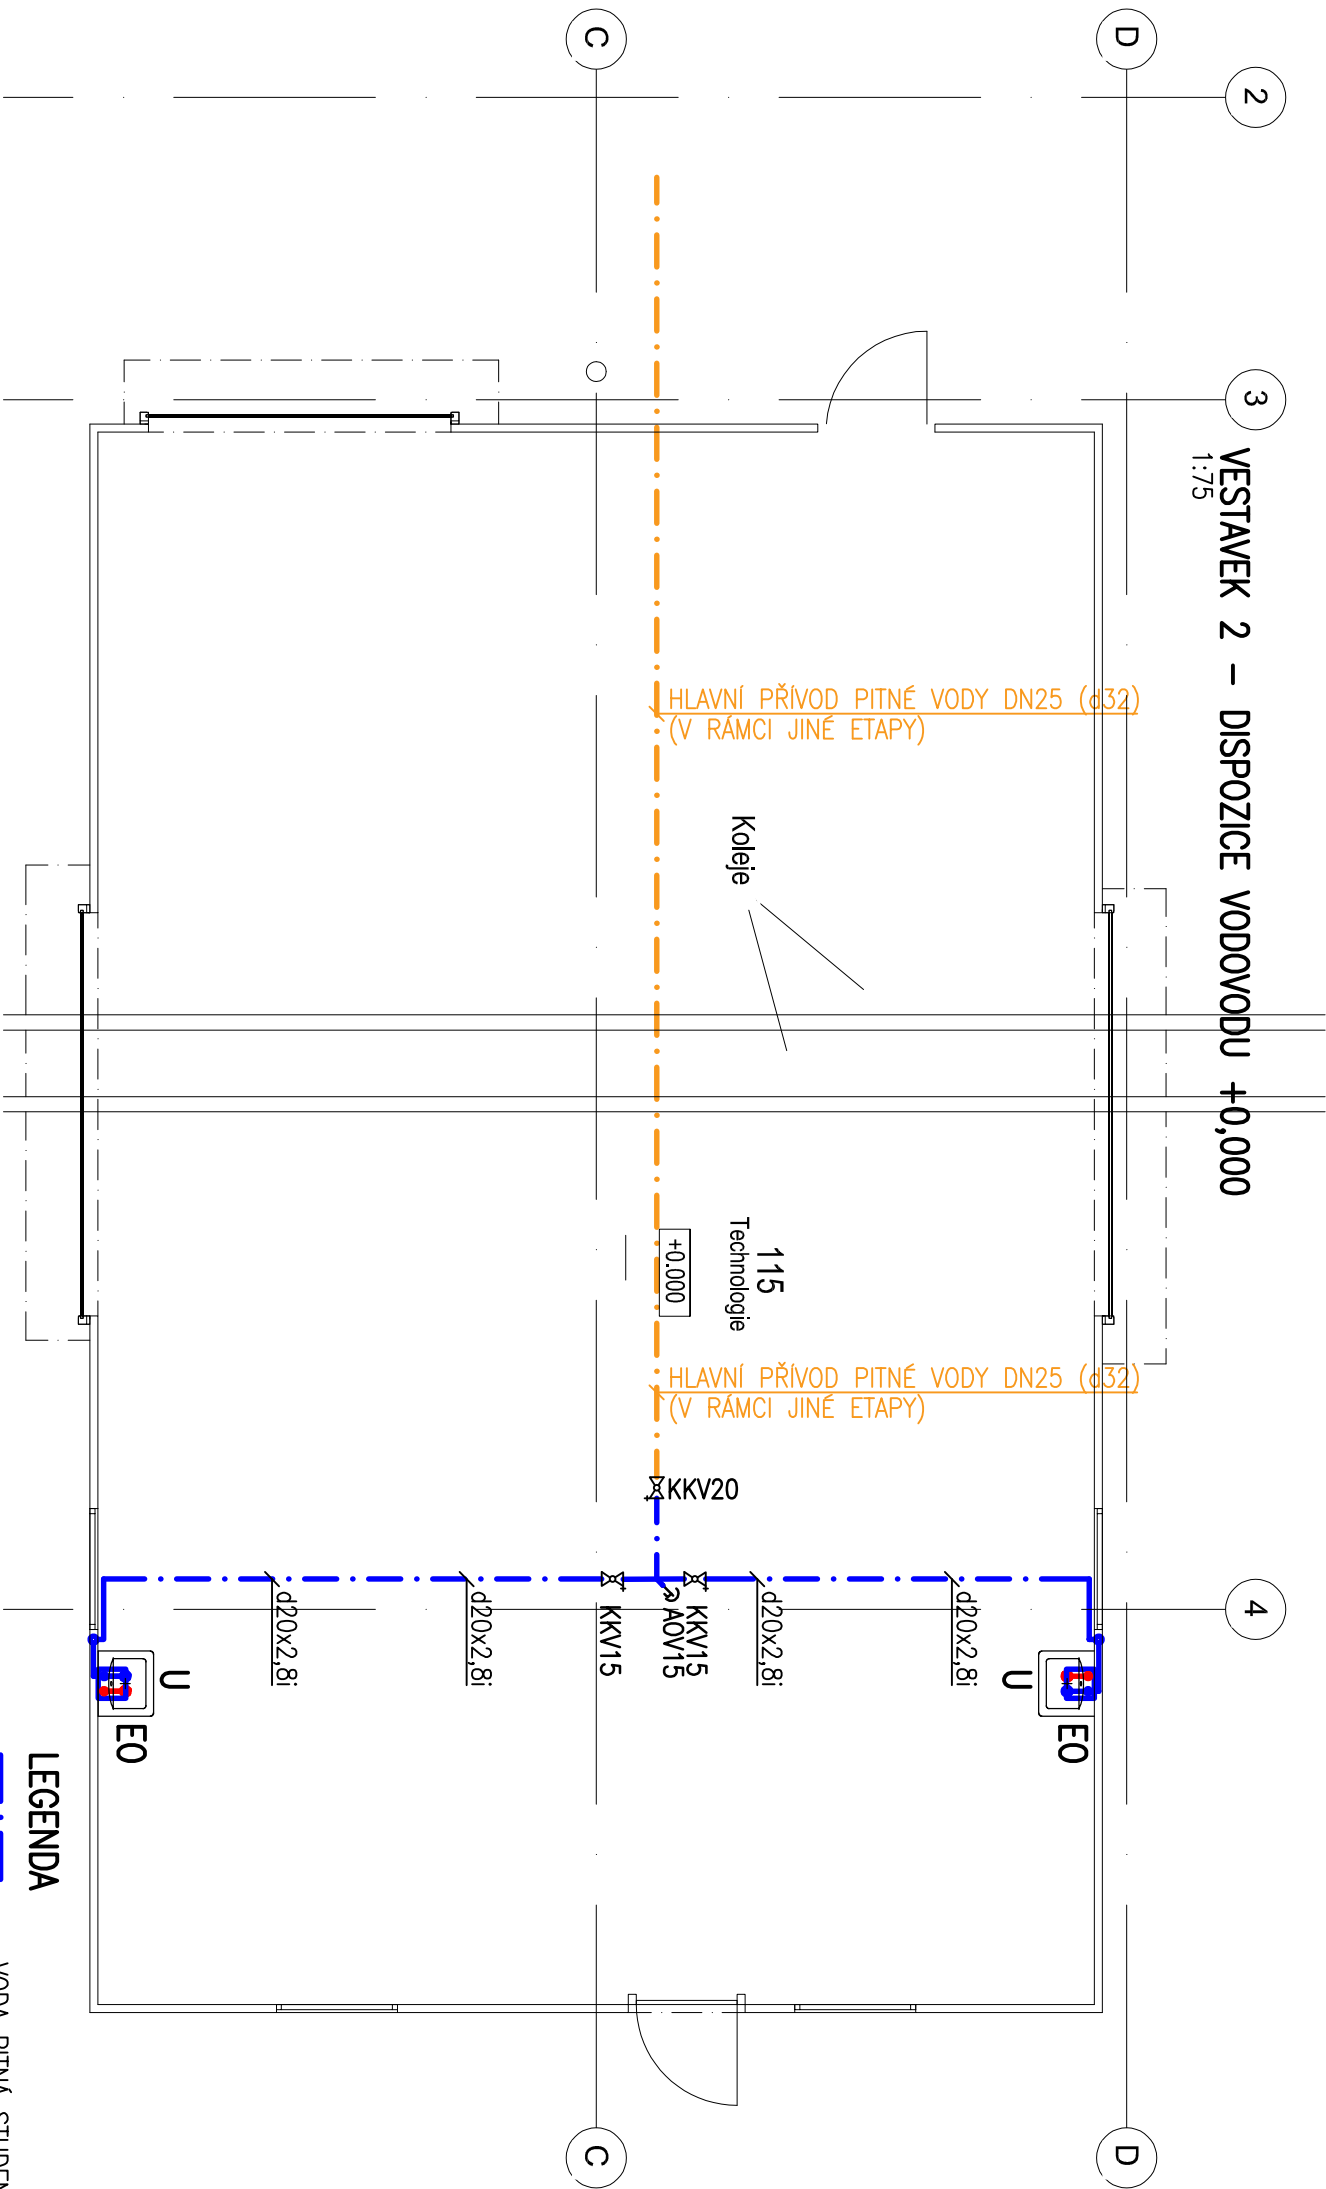 C
D
2
3
VESTAVEK 2 – DISPOZICE VODOVODU +0,000
1:75
HLAVNÍ PŘÍVOD PITNÉ VODY DN25 (d32)
(V RÁMCI JINÉ ETAPY)
Koleje
115
Technologie
+0.000
HLAVNÍ PŘÍVOD PITNÉ VODY DN25 (d32)
(V RÁMCI JINÉ ETAPY)
KKV20
d20x2,8i
d20x2,8i
KKV15
AOV15
KKV15
d20x2,8i
d20x2,8i
4
U
EO
U
EO
LEGENDA
VODA PITNÁ
C
D